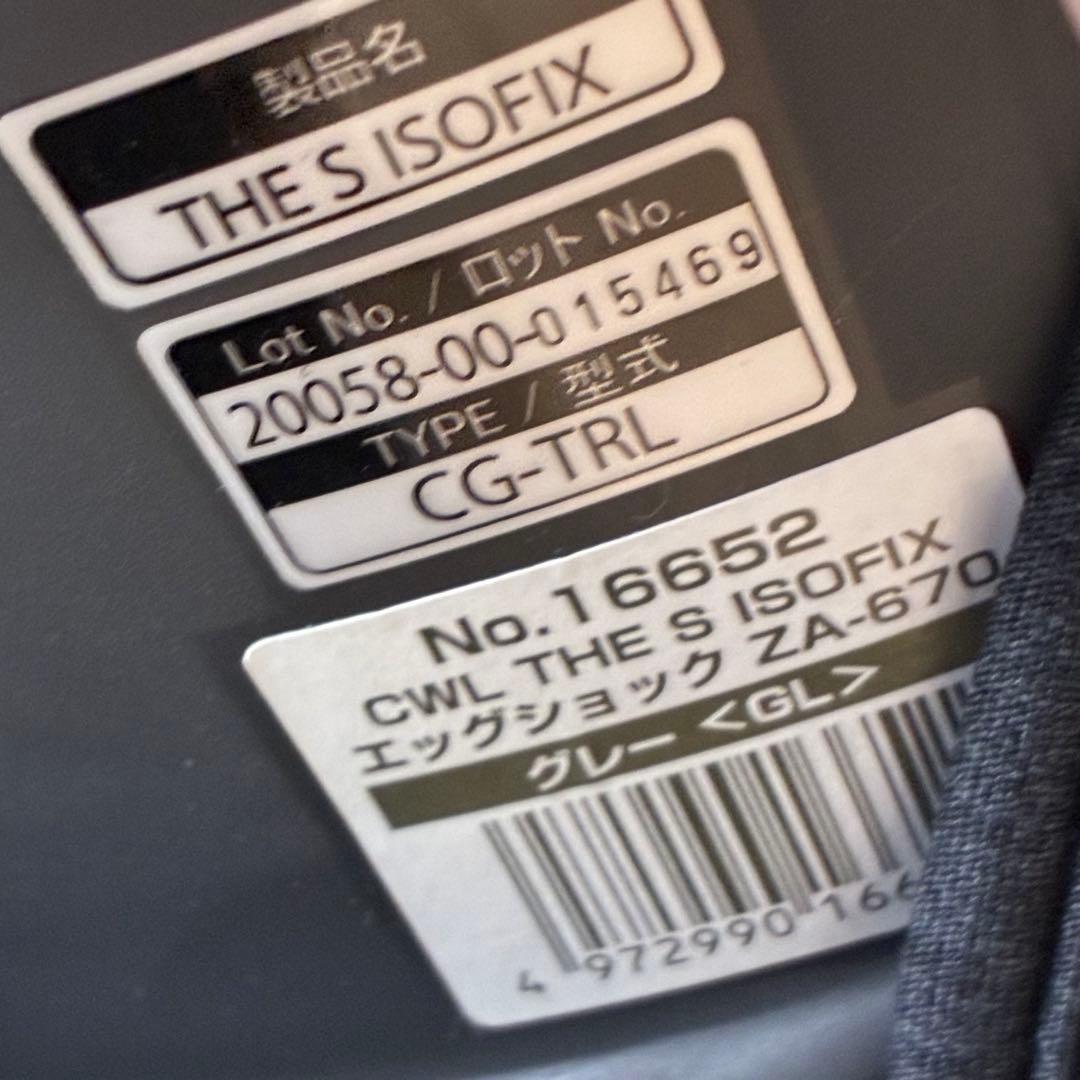 製品名
THE S ISOFIX
Lot No. / ロット No.
20058-00-015469
TYPE / 型式
CG-TRL
No.16652
CWL THE S ISOFIX
エッグショック ZA-670
グレー <GL>
4 972990 166